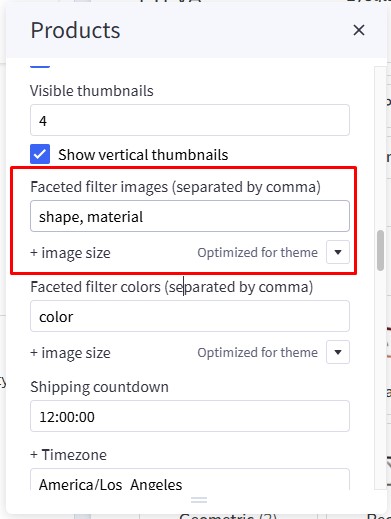 Products
Visible thumbnails
4
Show vertical thumbnails
Faceted filter images (separated by comma)
shape, material
+ image size Optimized for theme
Faceted filter colors (separated by comma)
color
+ image size Optimized for theme
Shipping countdown
12:00:00
+ Timezone
America/Los_Angeles
Geometric (2)